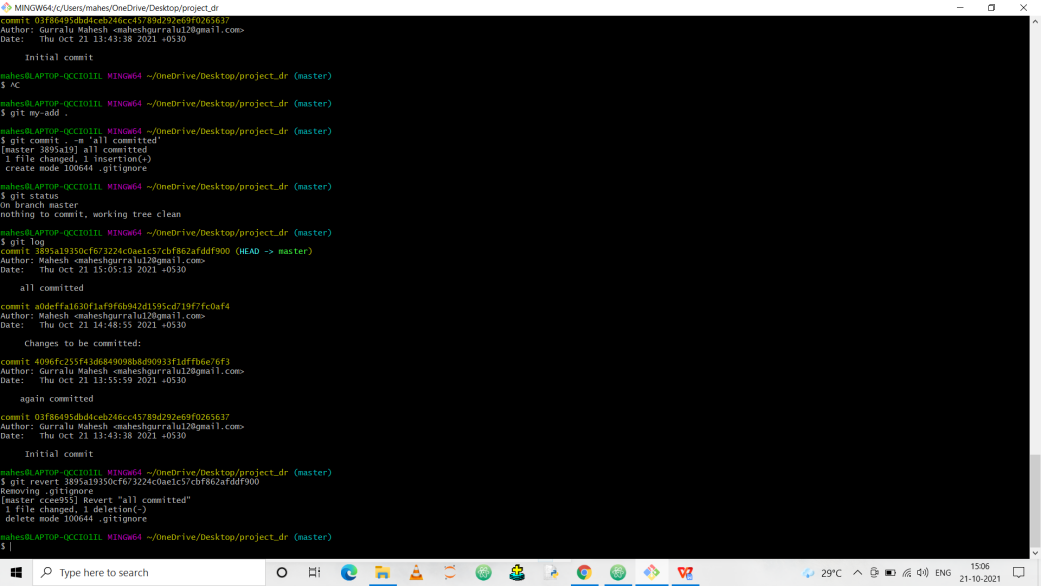 MINGW64:/c/Users/mahes/OneDrive/Desktop/project_dr
commit 03f86495dbd4ceb246cc45789d292e69f0265637
Author: Gurralu Mahesh <maheshgurralu12@gmail.com>
Date:   Thu Oct 21 13:43:38 2021 +0530
Initial commit
mahes@LAPTOP-QCCIO1IL MINGW64 ~/OneDrive/Desktop/project_dr (master)
$ ^C
mahes@LAPTOP-QCCIO1IL MINGW64 ~/OneDrive/Desktop/project_dr (master)
$ git my-add .
mahes@LAPTOP-QCCIO1IL MINGW64 ~/OneDrive/Desktop/project_dr (master)
$ git commit . -m 'all committed'
[master 3895a19] all committed
1 file changed, 1 insertion(+)
create mode 100644 .gitignore
mahes@LAPTOP-QCCIO1IL MINGW64 ~/OneDrive/Desktop/project_dr (master)
$ git status
On branch master
nothing to commit, working tree clean
mahes@LAPTOP-QCCIO1IL MINGW64 ~/OneDrive/Desktop/project_dr (master)
$ git log
commit 3895a19350cf673224c0ae1c57cbf862afddf900 (HEAD -> master)
Author: Mahesh <maheshgurralu12@gmail.com>
Date:   Thu Oct 21 15:05:13 2021 +0530
all committed
commit a0deffa1630f1af9f6b942d1595cd719f7fc0af4
Author: Mahesh <maheshgurralu12@gmail.com>
Date:   Thu Oct 21 14:48:55 2021 +0530
Changes to be committed:
commit 4096fc255f43d6849098b8d90933f1dffb6e76f3
Author: Gurralu Mahesh <maheshgurralu12@gmail.com>
Date:   Thu Oct 21 13:55:59 2021 +0530
again committed
commit 03f86495dbd4ceb246cc45789d292e69f0265637
Author: Gurralu Mahesh <maheshgurralu12@gmail.com>
Date:   Thu Oct 21 13:43:38 2021 +0530
Initial commit
mahes@LAPTOP-QCCIO1IL MINGW64 ~/OneDrive/Desktop/project_dr (master)
$ git revert 3895a19350cf673224c0ae1c57cbf862afddf900
Removing .gitignore
[master ccee955] Revert "all committed"
1 file changed, 1 deletion(-)
delete mode 100644 .gitignore
mahes@LAPTOP-QCCIO1IL MINGW64 ~/OneDrive/Desktop/project_dr (master)
$
Type here to search
29°C
ENG
15:06
21-10-2021